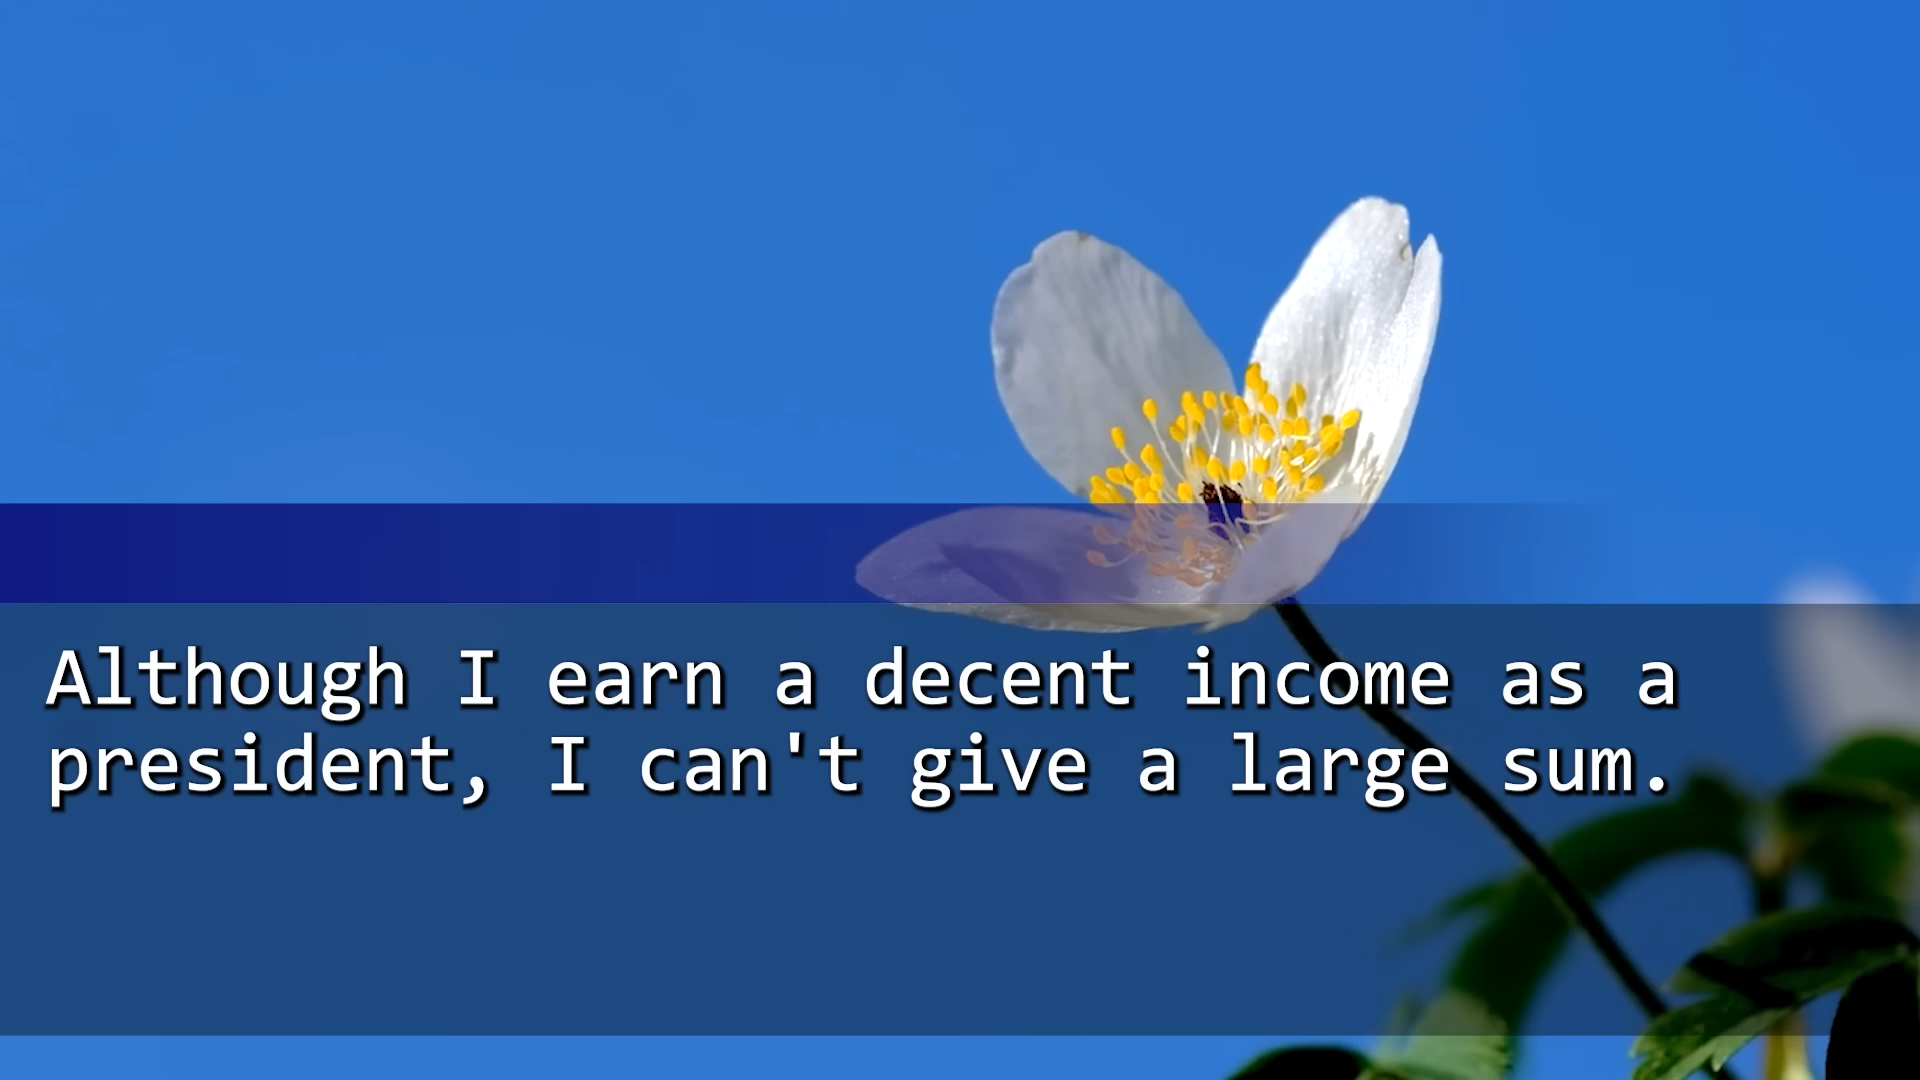 Although I earn a decent income as a
president, I can't give a large sum.